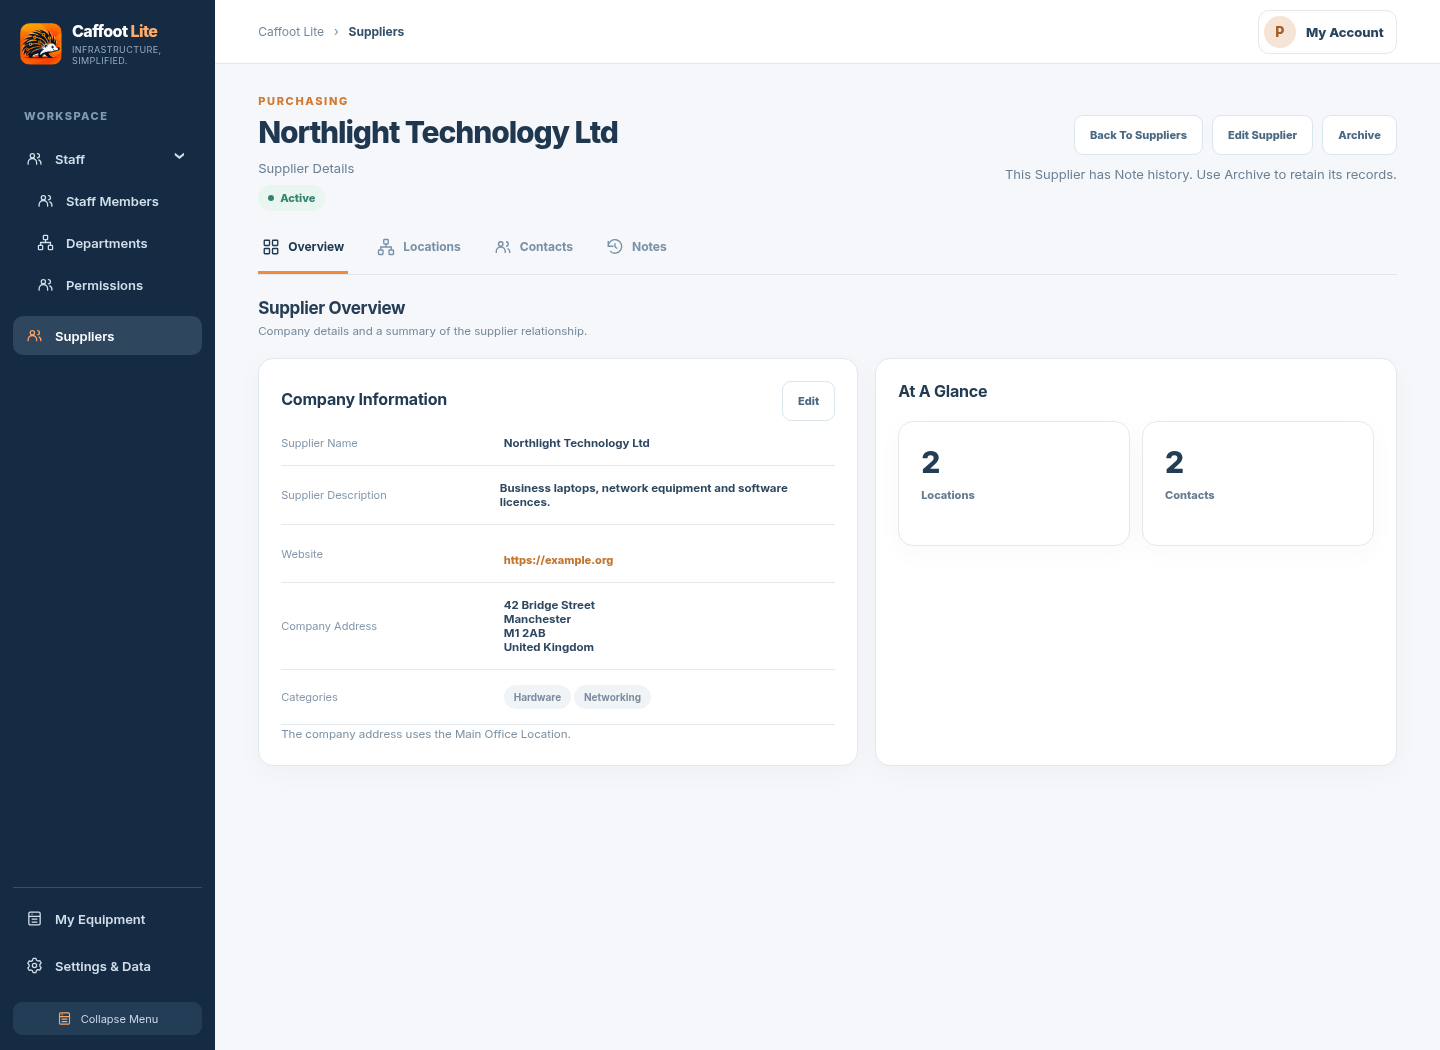 Caffoot Lite
INFRASTRUCTURE,
SIMPLIFIED.
WORKSPACE
Staff
Staff Members
Departments
Permissions
Suppliers
My Equipment
Settings & Data
Collapse Menu
Caffoot Lite › Suppliers
P My Account
PURCHASING
Northlight Technology Ltd
Supplier Details
Active
Back To Suppliers Edit Supplier Archive
This Supplier has Note history. Use Archive to retain its records.
Overview Locations Contacts Notes
Supplier Overview
Company details and a summary of the supplier relationship.
Company Information Edit
Supplier Name Northlight Technology Ltd
Supplier Description Business laptops, network equipment and software
licences.
Website https://example.org
Company Address 42 Bridge Street
Manchester
M1 2AB
United Kingdom
Categories Hardware Networking
The company address uses the Main Office Location.
At A Glance
2
Locations
2
Contacts